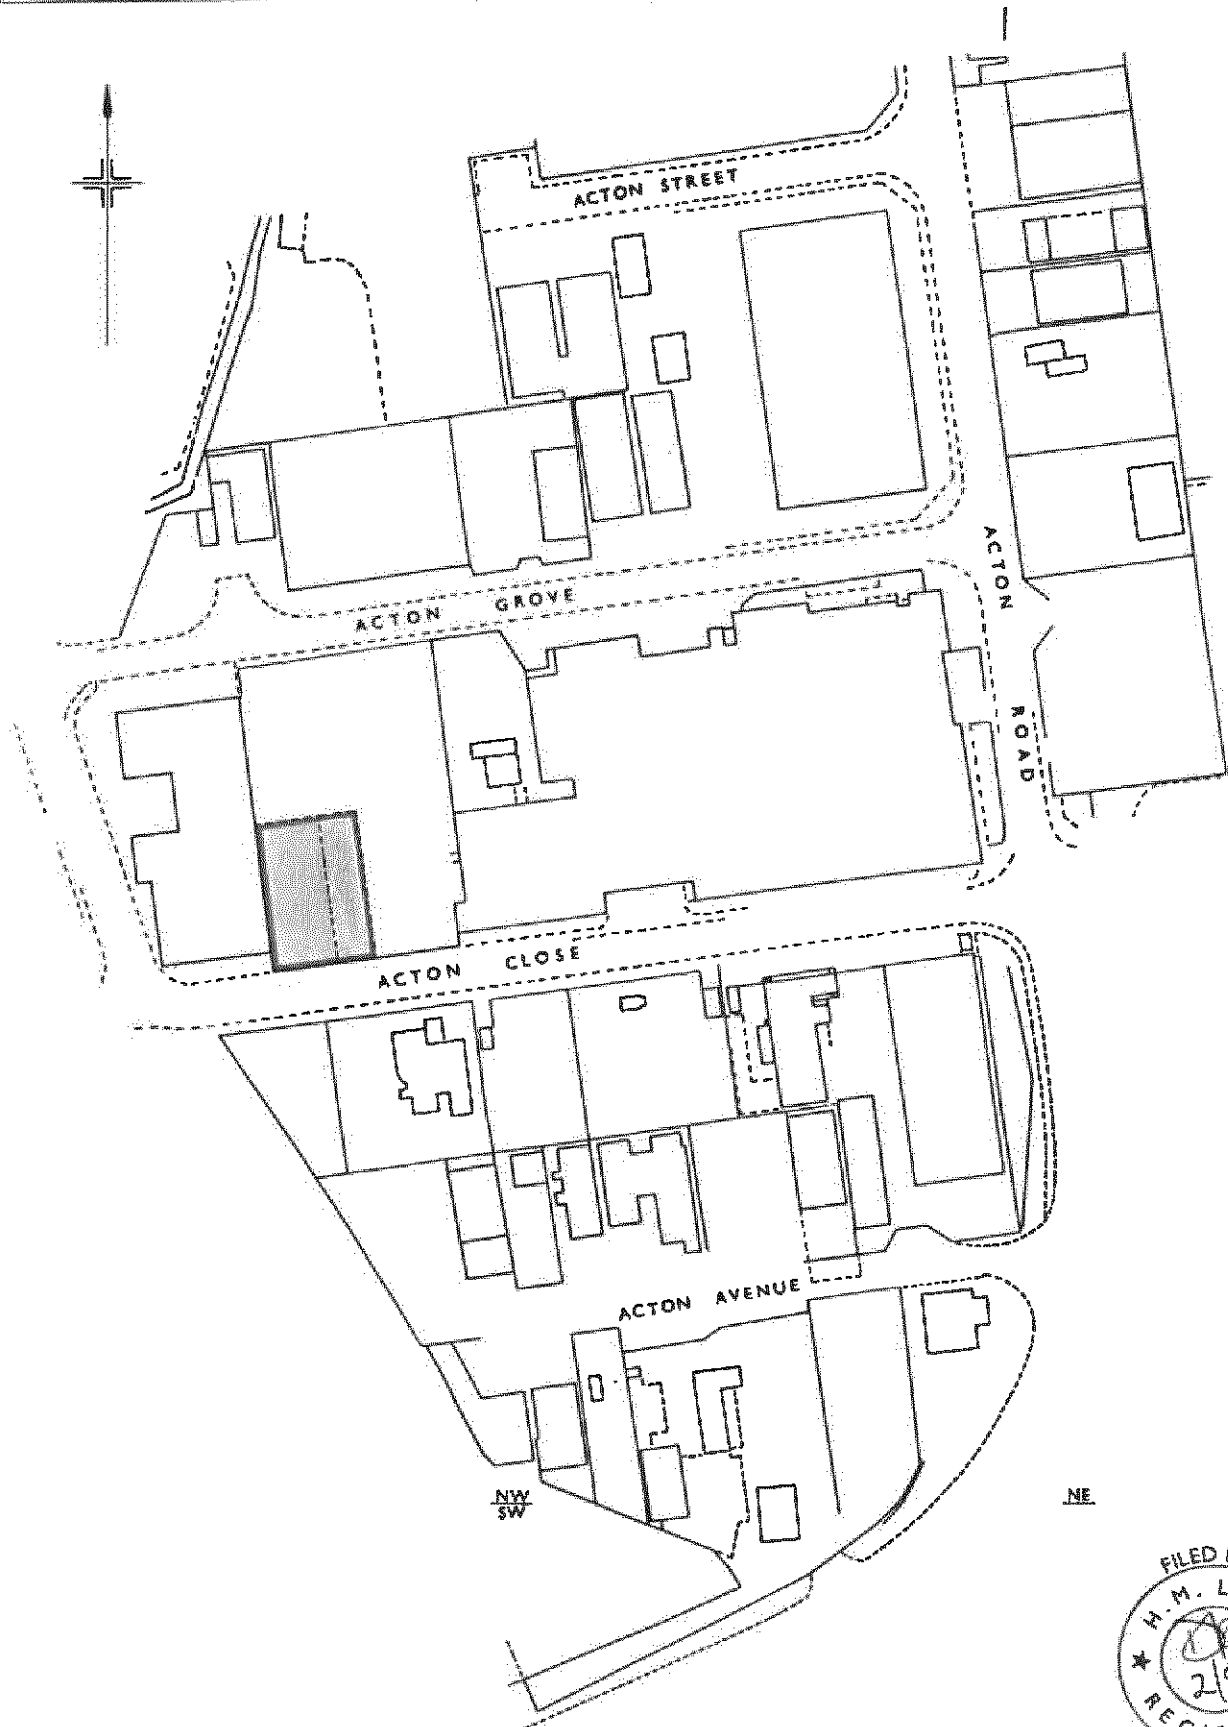 ACTON STREET
ACTON ROAD
ACTON GROVE
ACTON CLOSE
ACTON AVENUE
NW
SW
NE
FILED
H.M. L